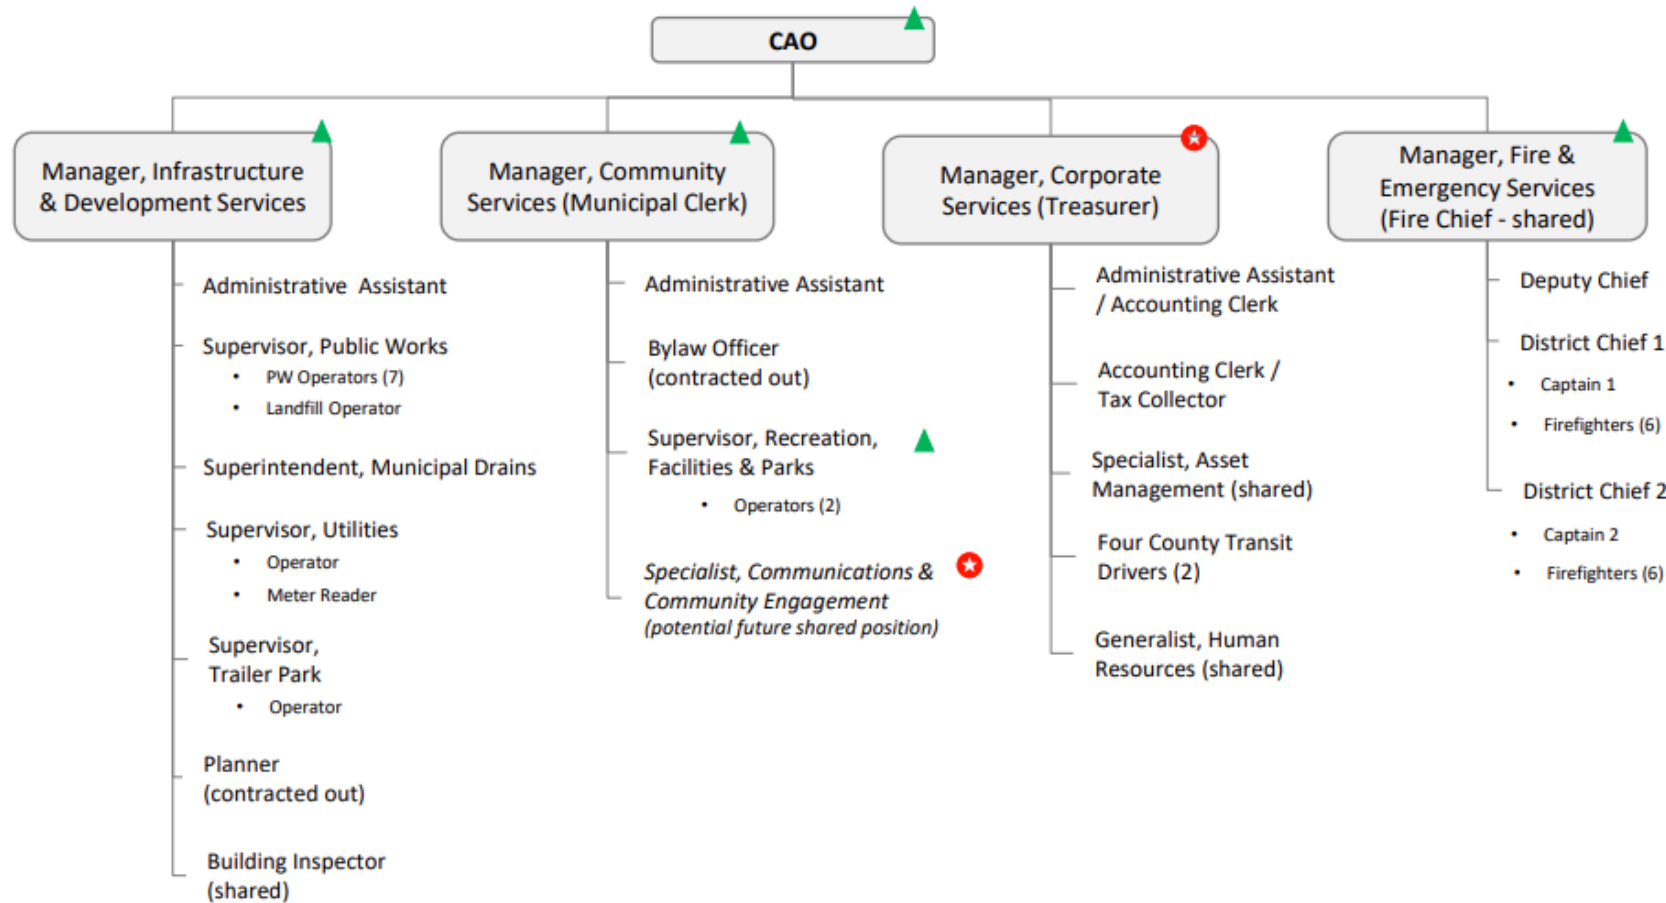 CAO
Manager, Infrastructure
& Development Services
Administrative Assistant
Supervisor, Public Works
• PW Operators (7)
• Landfill Operator
Superintendent, Municipal Drains
Supervisor, Utilities
• Operator
• Meter Reader
Supervisor,
Trailer Park
• Operator
Planner
(contracted out)
Building Inspector
(shared)
Manager, Community
Services (Municipal Clerk)
Administrative Assistant
Bylaw Officer
(contracted out)
Supervisor, Recreation,
Facilities & Parks
• Operators (2)
Specialist, Communications &
Community Engagement
(potential future shared position)
Manager, Corporate
Services (Treasurer)
Administrative Assistant
/ Accounting Clerk
Accounting Clerk /
Tax Collector
Specialist, Asset
Management (shared)
Four County Transit
Drivers (2)
Generalist, Human
Resources (shared)
Manager, Fire &
Emergency Services
(Fire Chief - shared)
Deputy Chief
District Chief 1
• Captain 1
• Firefighters (6)
District Chief 2
• Captain 2
• Firefighters (6)